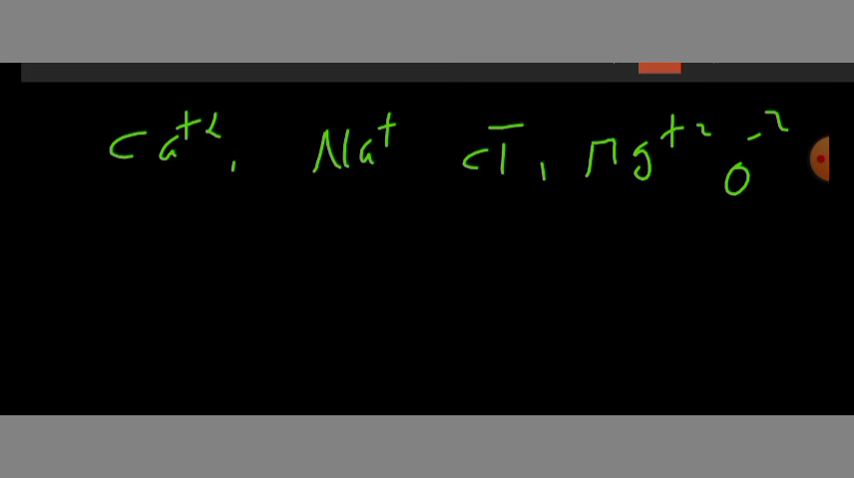 Ca⁺², Na⁺ Cl⁻, Mg⁺² O⁻²